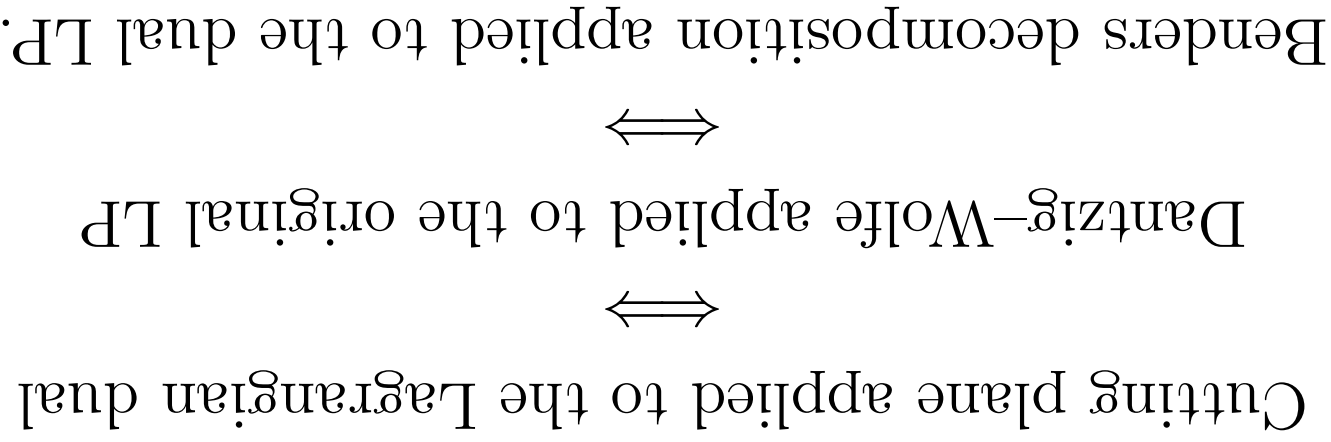 Cutting plane applied to the Lagrangian dual
⟺
Dantzig–Wolfe applied to the original LP
⟺
Benders decomposition applied to the dual LP.